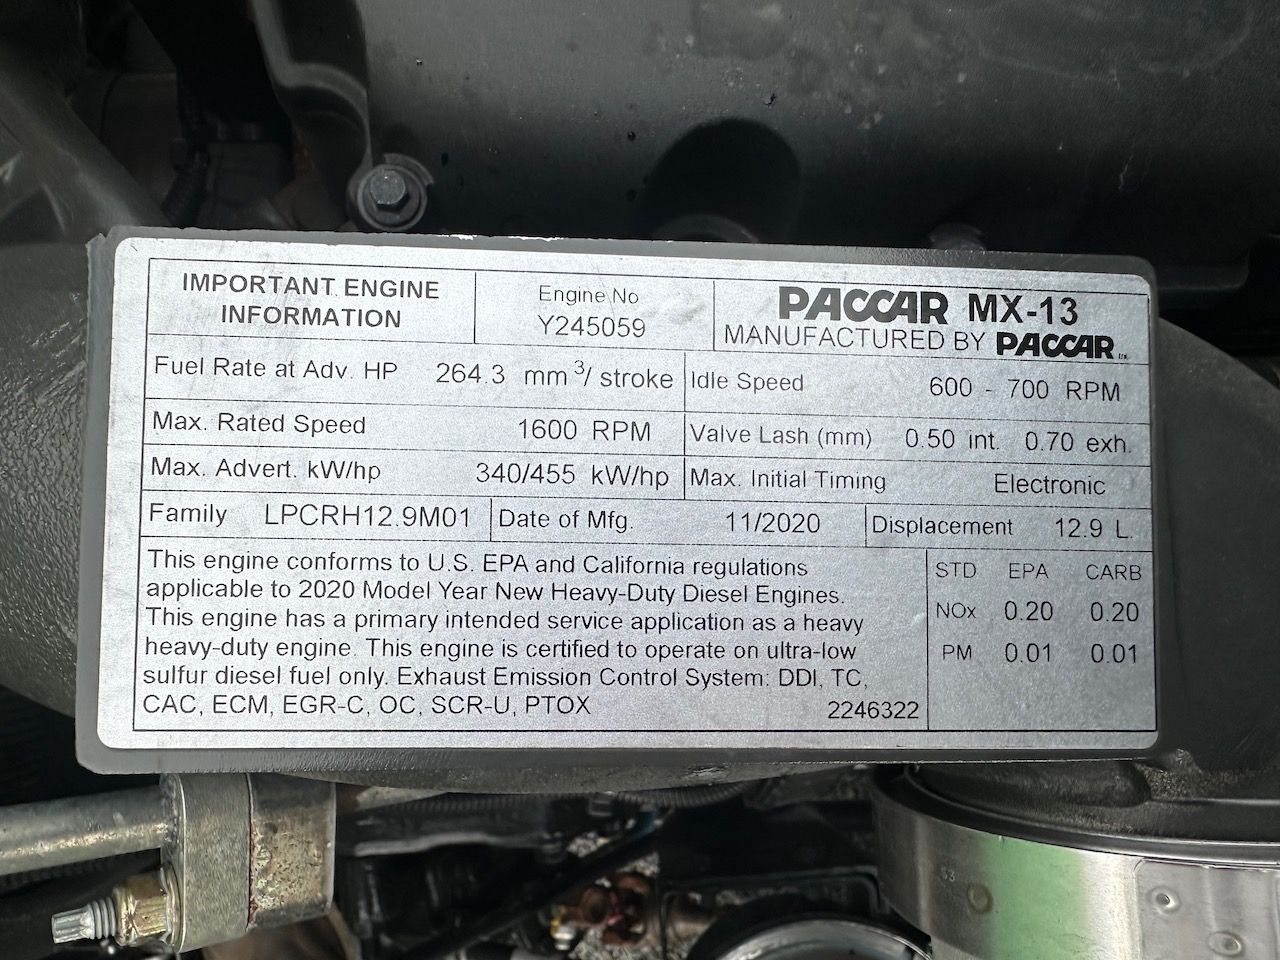 IMPORTANT ENGINE
INFORMATION
Engine No
Y245059
PACCAR MX-13
MANUFACTURED BY PACCAR Inc.
Fuel Rate at Adv. HP 264.3 mm³/ stroke
Idle Speed 600 - 700 RPM
Max. Rated Speed 1600 RPM
Valve Lash (mm) 0.50 int. 0.70 exh.
Max. Advert. kW/hp 340/455 kW/hp
Max. Initial Timing Electronic
Family LPCRH12.9M01
Date of Mfg. 11/2020
Displacement 12.9 L.
This engine conforms to U.S. EPA and California regulations
applicable to 2020 Model Year New Heavy-Duty Diesel Engines.
This engine has a primary intended service application as a heavy
heavy-duty engine. This engine is certified to operate on ultra-low
sulfur diesel fuel only. Exhaust Emission Control System: DDI, TC,
CAC, ECM, EGR-C, OC, SCR-U, PTOX
2246322
STD EPA CARB
NOx 0.20 0.20
PM 0.01 0.01